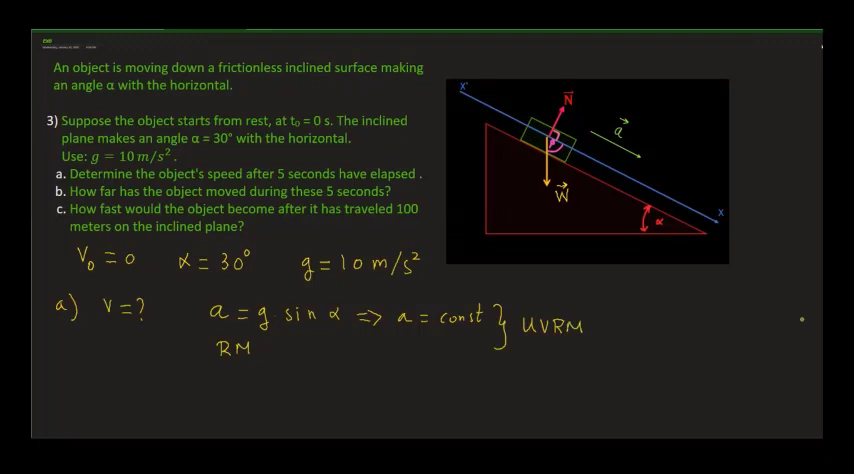 An object is moving down a frictionless inclined surface making
an angle α with the horizontal.
3) Suppose the object starts from rest, at t₀ = 0 s. The inclined
plane makes an angle α = 30° with the horizontal.
Use: g = 10 m/s².
a. Determine the object's speed after 5 seconds have elapsed .
b. How far has the object moved during these 5 seconds?
c. How fast would the object become after it has traveled 100
meters on the inclined plane?
X'
N⃗
a⃗
W⃗
X
α
V₀ = 0 α = 30° g = 10 m/s²
a) V = ? a = g · sin α => a = const } UVRM
RM